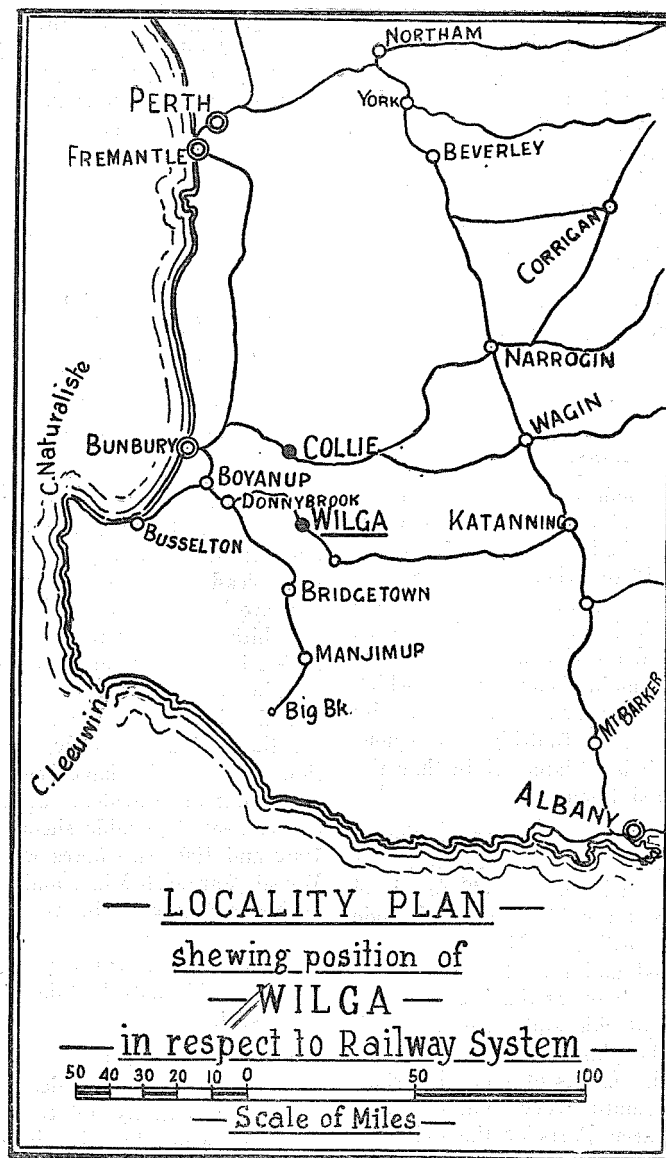 NORTHAM
PERTH
YORK
FREMANTLE
BEVERLEY
CORRIGAN
NARROGIN
C. Naturaliste
WAGIN
BUNBURY
COLLIE
BOYANUP
DONNYBROOK
WILGA
KATANNING
BUSSELTON
BRIDGETOWN
MANJIMUP
Big Bk.
MT BARKER
C. Leeuwin
ALBANY
— LOCALITY PLAN —
shewing position of
— WILGA —
— in respect to Railway System —
50 40 30 20 10 0 50 100
— Scale of Miles —